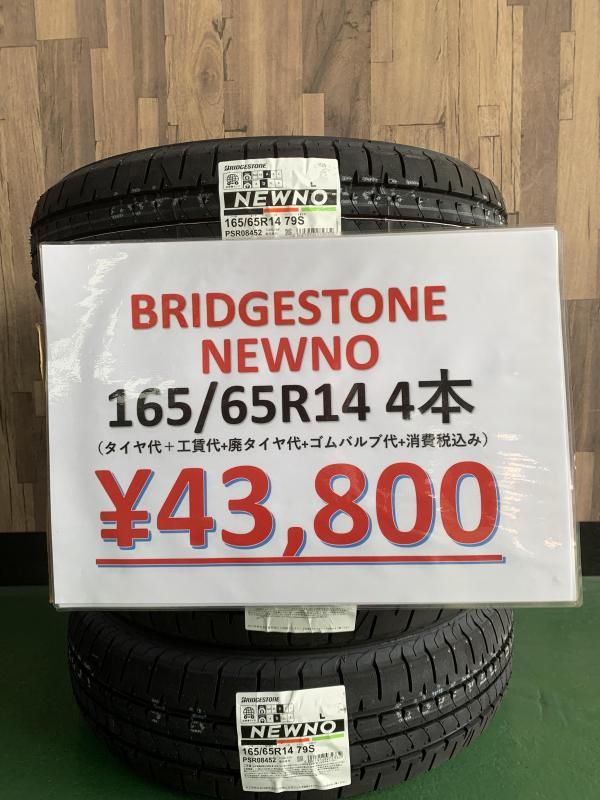 BRIDGESTONE
NEWNO
165/65R14 79S
PSR08452
BRIDGESTONE
NEWNO
165/65R14 4本
(タイヤ代+工賃代+廃タイヤ代+ゴムバルブ代+消費税込み)
¥43,800
BRIDGESTONE
NEWNO
165/65R14 79S
PSR08452